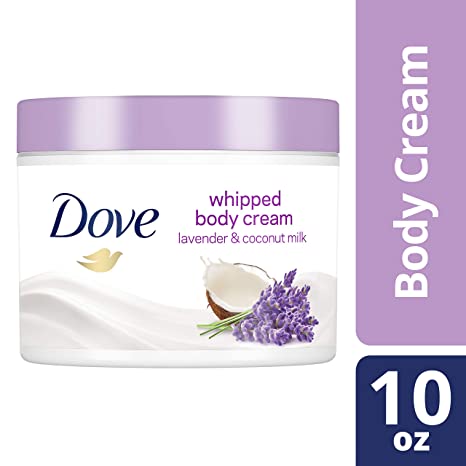 Dove
whipped
body cream
lavender & coconut milk
Body Cream
10
oz